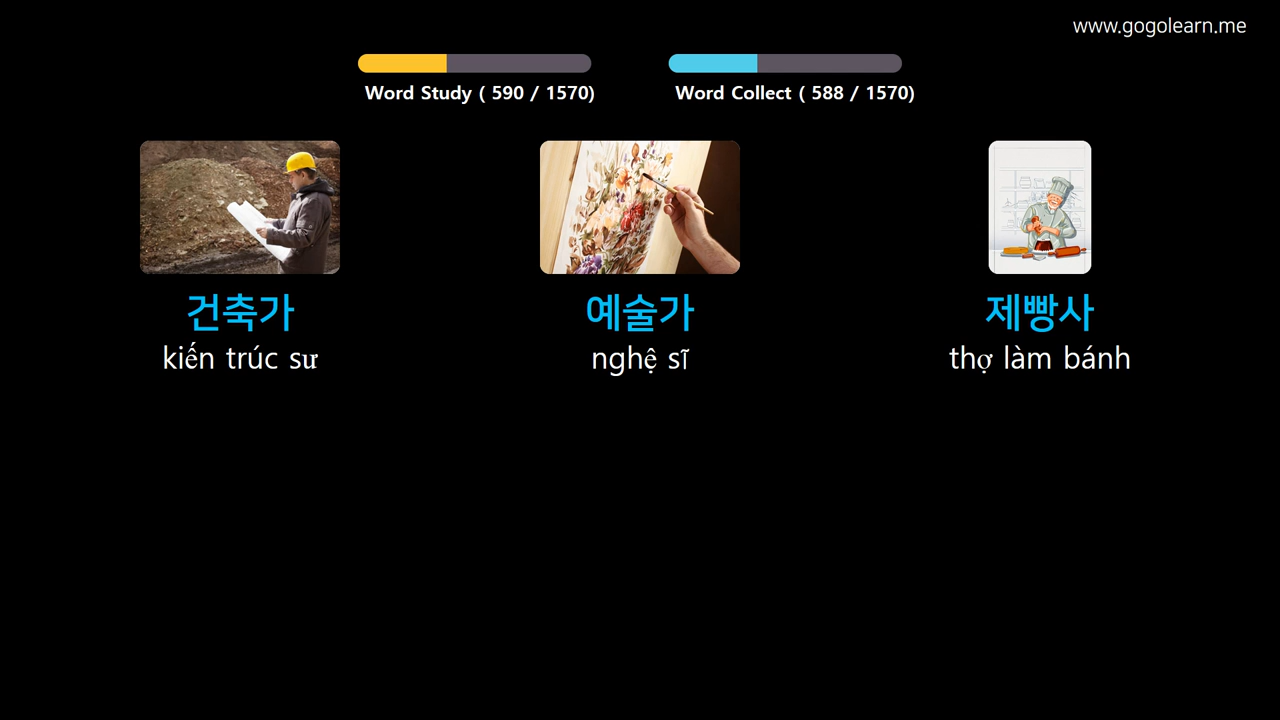 www.gogolearn.me
Word Study ( 590 / 1570)
Word Collect ( 588 / 1570)
건축가
예술가
제빵사
kiến trúc sư
nghệ sĩ
thợ làm bánh